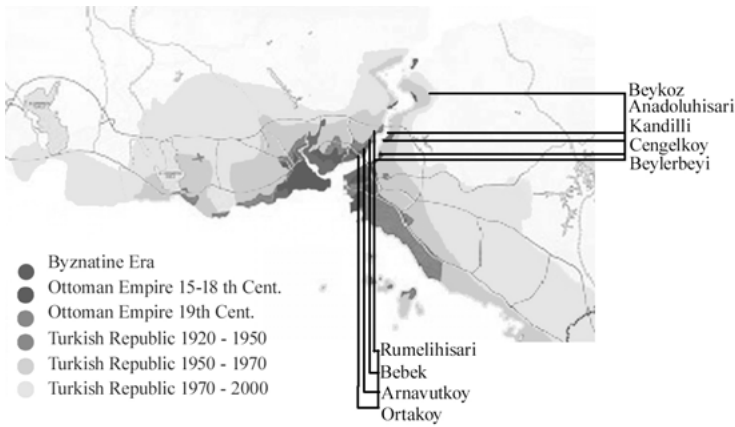 Beykoz
Anadoluhisari
Kandilli
Cengelkoy
Beylerbeyi
Byznatine Era
Ottoman Empire 15-18 th Cent.
Ottoman Empire 19th Cent.
Turkish Republic 1920 - 1950
Turkish Republic 1950 - 1970
Turkish Republic 1970 - 2000
Rumelihisari
Bebek
Arnavutkoy
Ortakoy